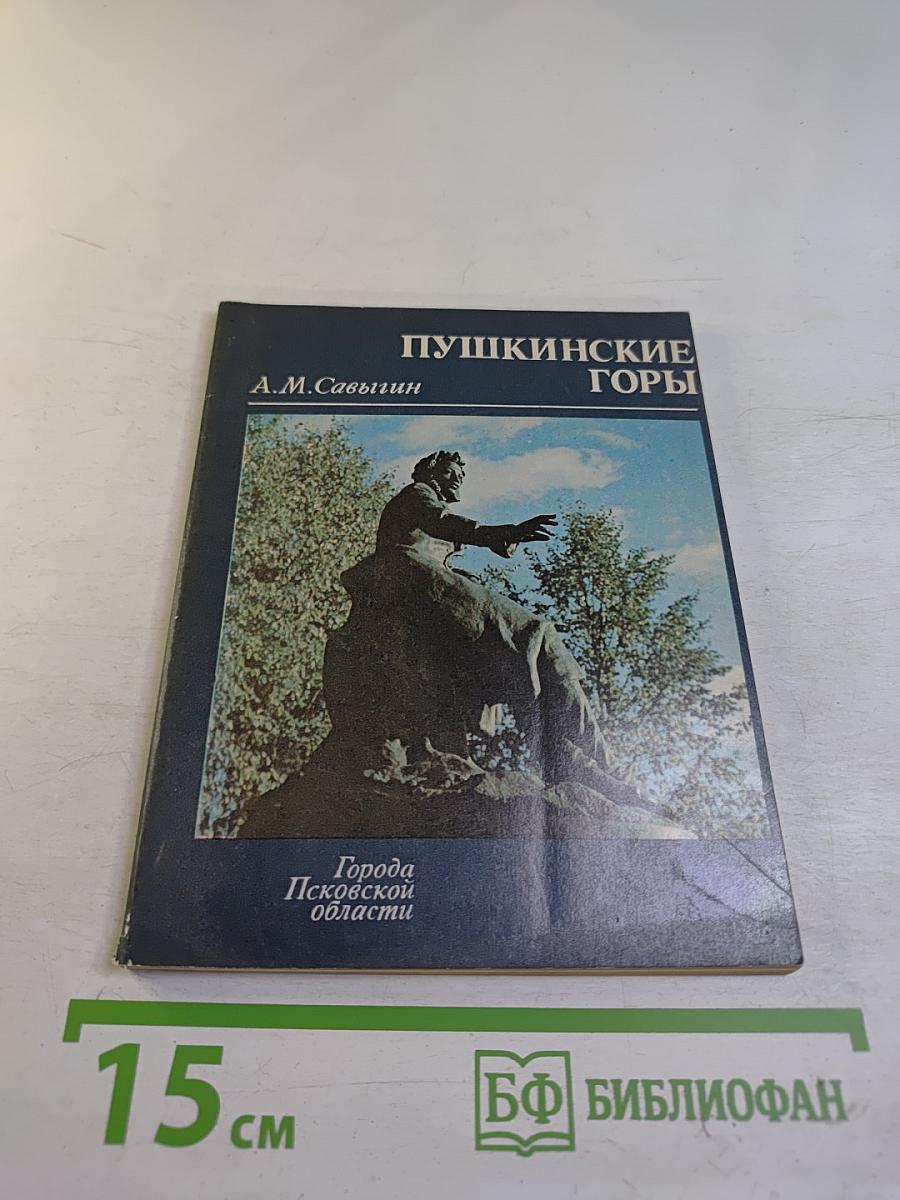 ПУШКИНСКИЕ
ГОРЫ
А.М.Савыгин
Города
Псковской
области
15 см
БФ БИБЛИОФАН